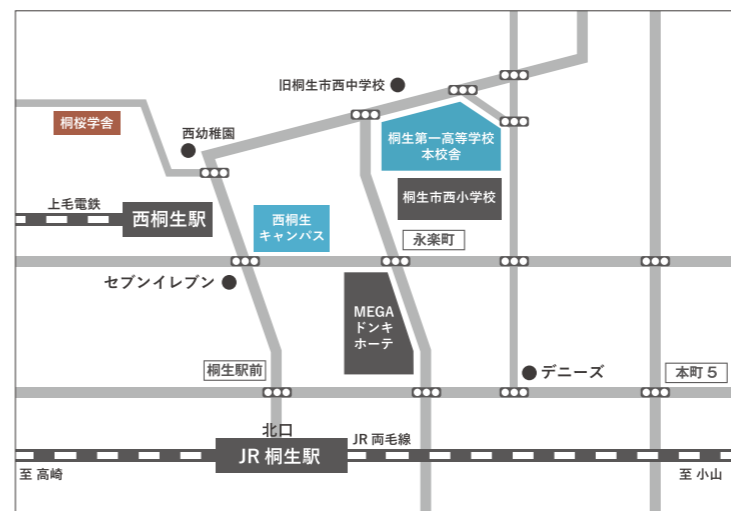 旧桐生市西中学校
桐桜学舎
西幼稚園
桐生第一高等学校
本校舎
桐生市西小学校
上毛電鉄
西桐生駅
西桐生
キャンパス
永楽町
セブンイレブン
MEGA
ドンキ
ホーテ
桐生駅前
デニーズ
本町5
北口
JR両毛線
JR桐生駅
至 高崎
至 小山